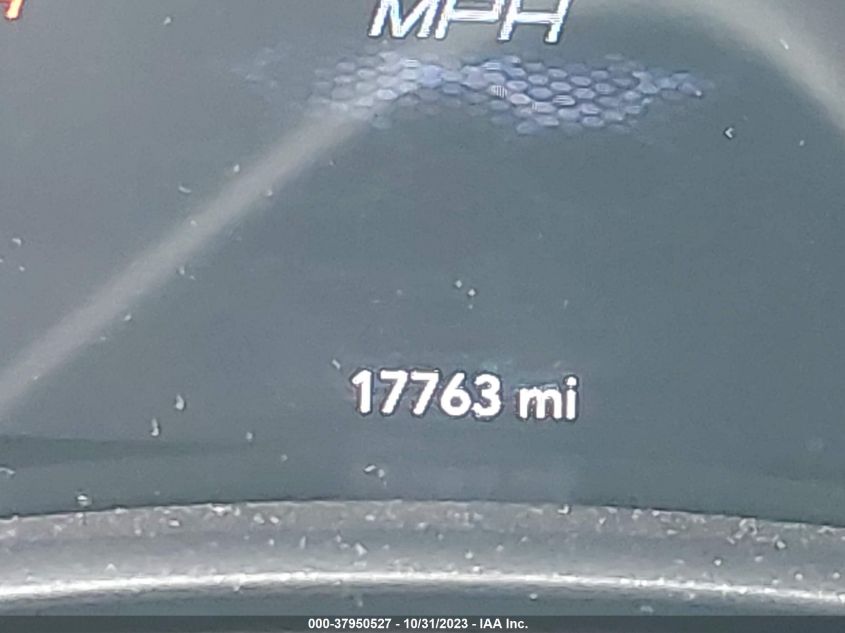 MPH
17763 mi
000-37950527 - 10/31/2023 - IAA Inc.